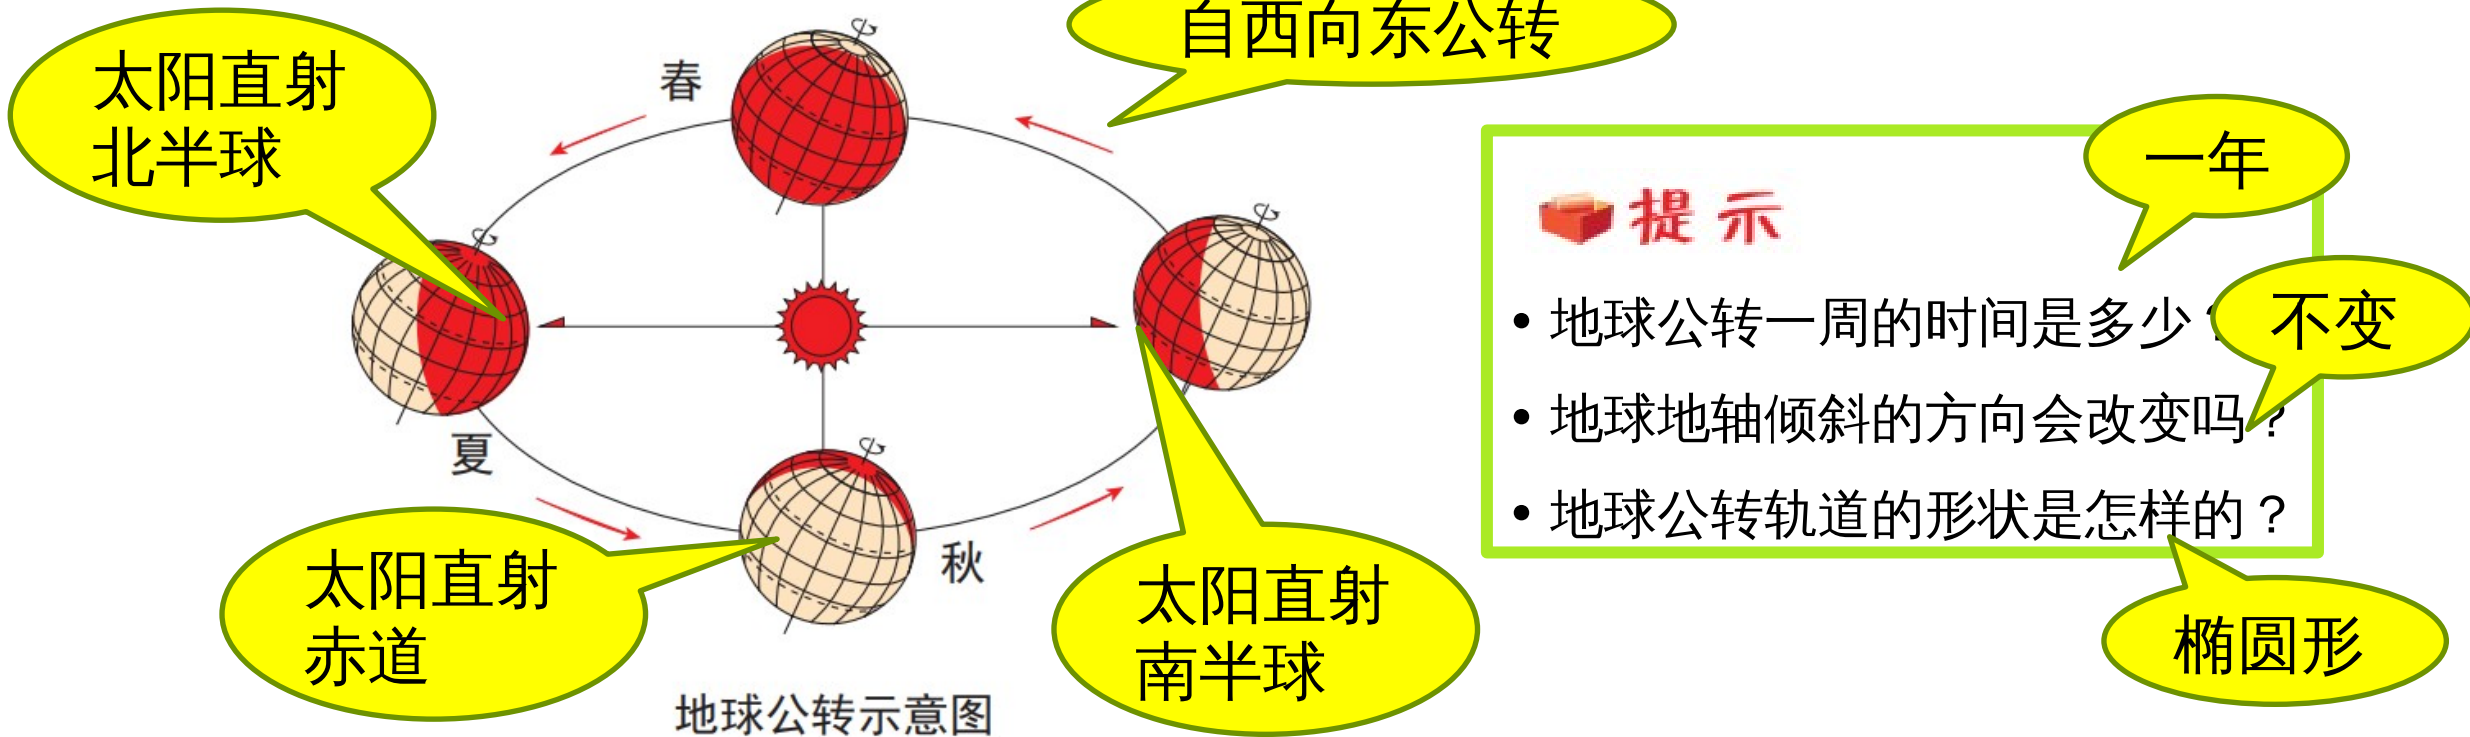 自西向东公转
太阳直射
北半球
春
一年
提示
地球公转一周的时间是多少？
不变
• 地球地轴倾斜的方向会改变吗？
夏
• 地球公转轨道的形状是怎样的？
秋
太阳直射
赤道
太阳直射
南半球
椭圆形
地球公转示意图